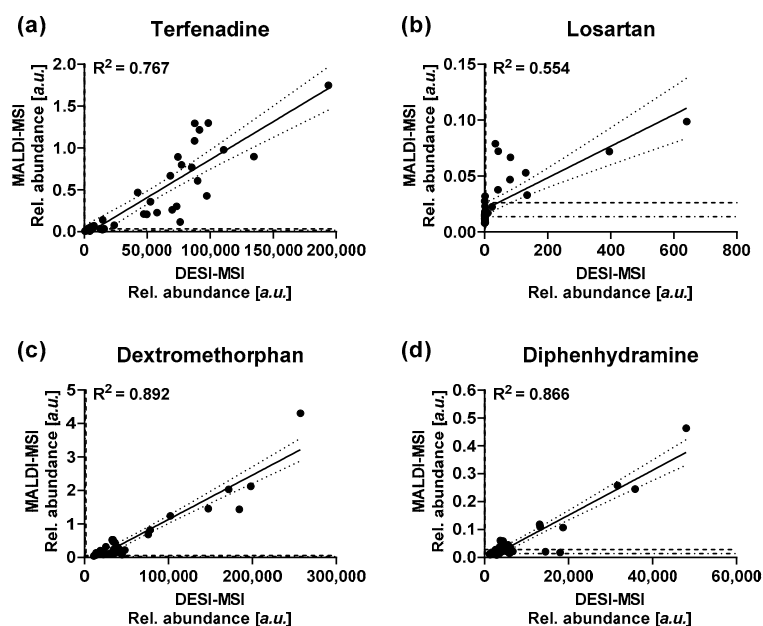 (a) Terfenadine
R² = 0.767
MALDI-MSI
Rel. abundance [a.u.]
2.0
1.5
1.0
0.5
0.0
0 50,000 100,000 150,000 200,000
DESI-MSI
Rel. abundance [a.u.]
(b) Losartan
R² = 0.554
MALDI-MSI
Rel. abundance [a.u.]
0.15
0.10
0.05
0.00
0 200 400 600 800
DESI-MSI
Rel. abundance [a.u.]
(c) Dextromethorphan
R² = 0.892
MALDI-MSI
Rel. abundance [a.u.]
5
4
3
2
1
0
0 100,000 200,000 300,000
DESI-MSI
Rel. abundance [a.u.]
(d) Diphenhydramine
R² = 0.866
MALDI-MSI
Rel. abundance [a.u.]
0.6
0.5
0.4
0.3
0.2
0.1
0.0
0 20,000 40,000 60,000
DESI-MSI
Rel. abundance [a.u.]